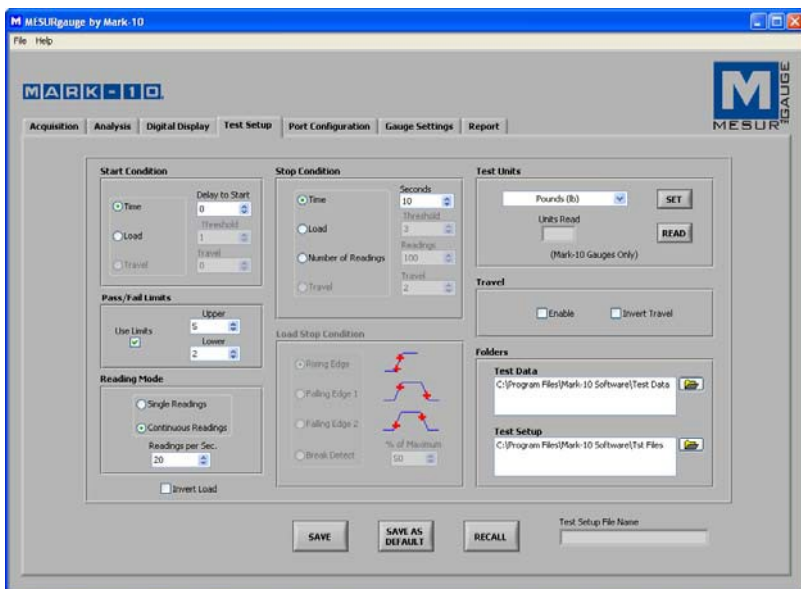 MESURgauge by Mark-10
File Help
MARK-10
M
MESUR
GAUGE
Acquisition Analysis Digital Display Test Setup Port Configuration Gauge Settings Report
Start Condition
Time
Load
Travel
Delay to Start
0
Threshold
1
Travel
0
Pass/Fail Limits
Use Limits
Upper
5
Lower
2
Reading Mode
Single Readings
Continuous Readings
Readings per Sec.
20
Invert Load
Stop Condition
Time
Load
Number of Readings
Travel
Seconds
10
Threshold
3
Readings
100
Travel
2
Load Stop Condition
Rising Edge
Falling Edge 1
Falling Edge 2
Break Detect
% of Maximum
50
Test Units
Pounds (lb)
SET
Units Read
READ
(Mark-10 Gauges Only)
Travel
Enable
Invert Travel
Folders
Test Data
C:\Program Files\Mark-10 Software\Test Data
Test Setup
C:\Program Files\Mark-10 Software\Tst Files
SAVE
SAVE AS
DEFAULT
RECALL
Test Setup File Name